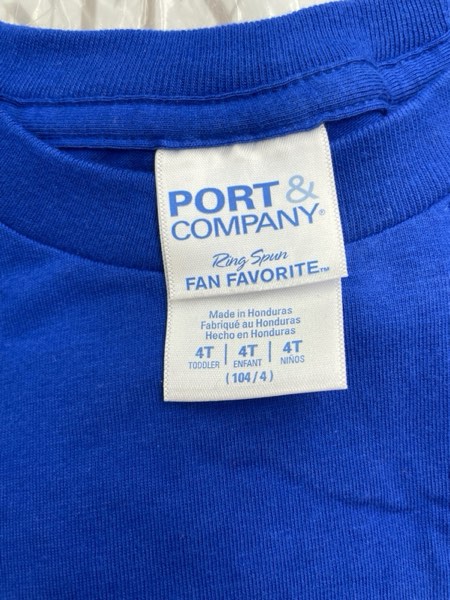 PORT &
COMPANY®
Ring Spun
FAN FAVORITE™
Made in Honduras
Fabriqué au Honduras
Hecho en Honduras
4T | 4T | 4T
TODDLER | ENFANT | NIÑOS
(104/4)